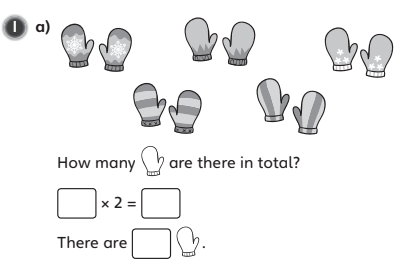 1 a)
How many are there in total?
× 2 =
There are .